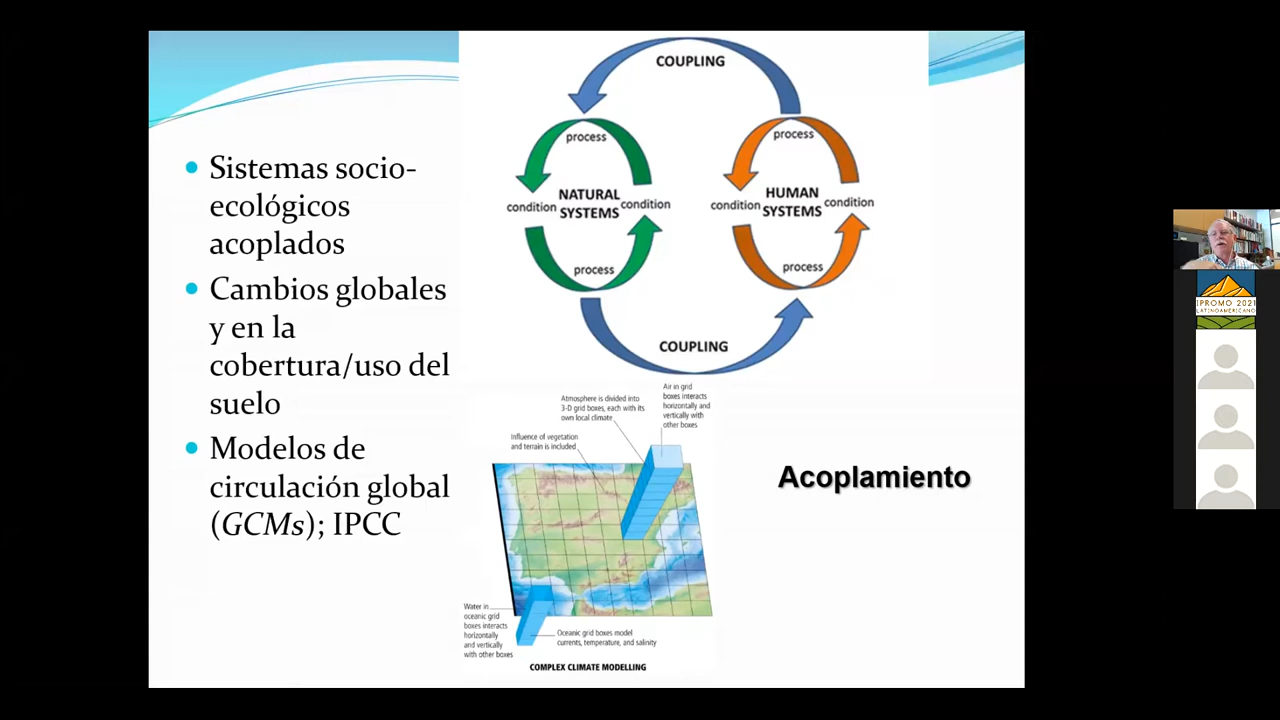 Sistemas socio-
ecológicos
acoplados
Cambios globales
y en la
cobertura/uso del
suelo
Modelos de
circulación global
(GCMs); IPCC
COUPLING
process
NATURAL
SYSTEMS
condition
condition
process
process
HUMAN
SYSTEMS
condition
condition
process
COUPLING
Air in grid
boxes interacts
horizontally and
vertically with
other boxes
Atmosphere is divided into
3-D grid boxes, each with its
own local climate
Influence of vegetation
and terrain is included
Water in
oceanic grid
boxes interacts
horizontally
and vertically
with other boxes
Oceanic grid boxes model
currents, temperature, and salinity
COMPLEX CLIMATE MODELLING
Acoplamiento
IPROMO 2021
LATINOAMERICANO